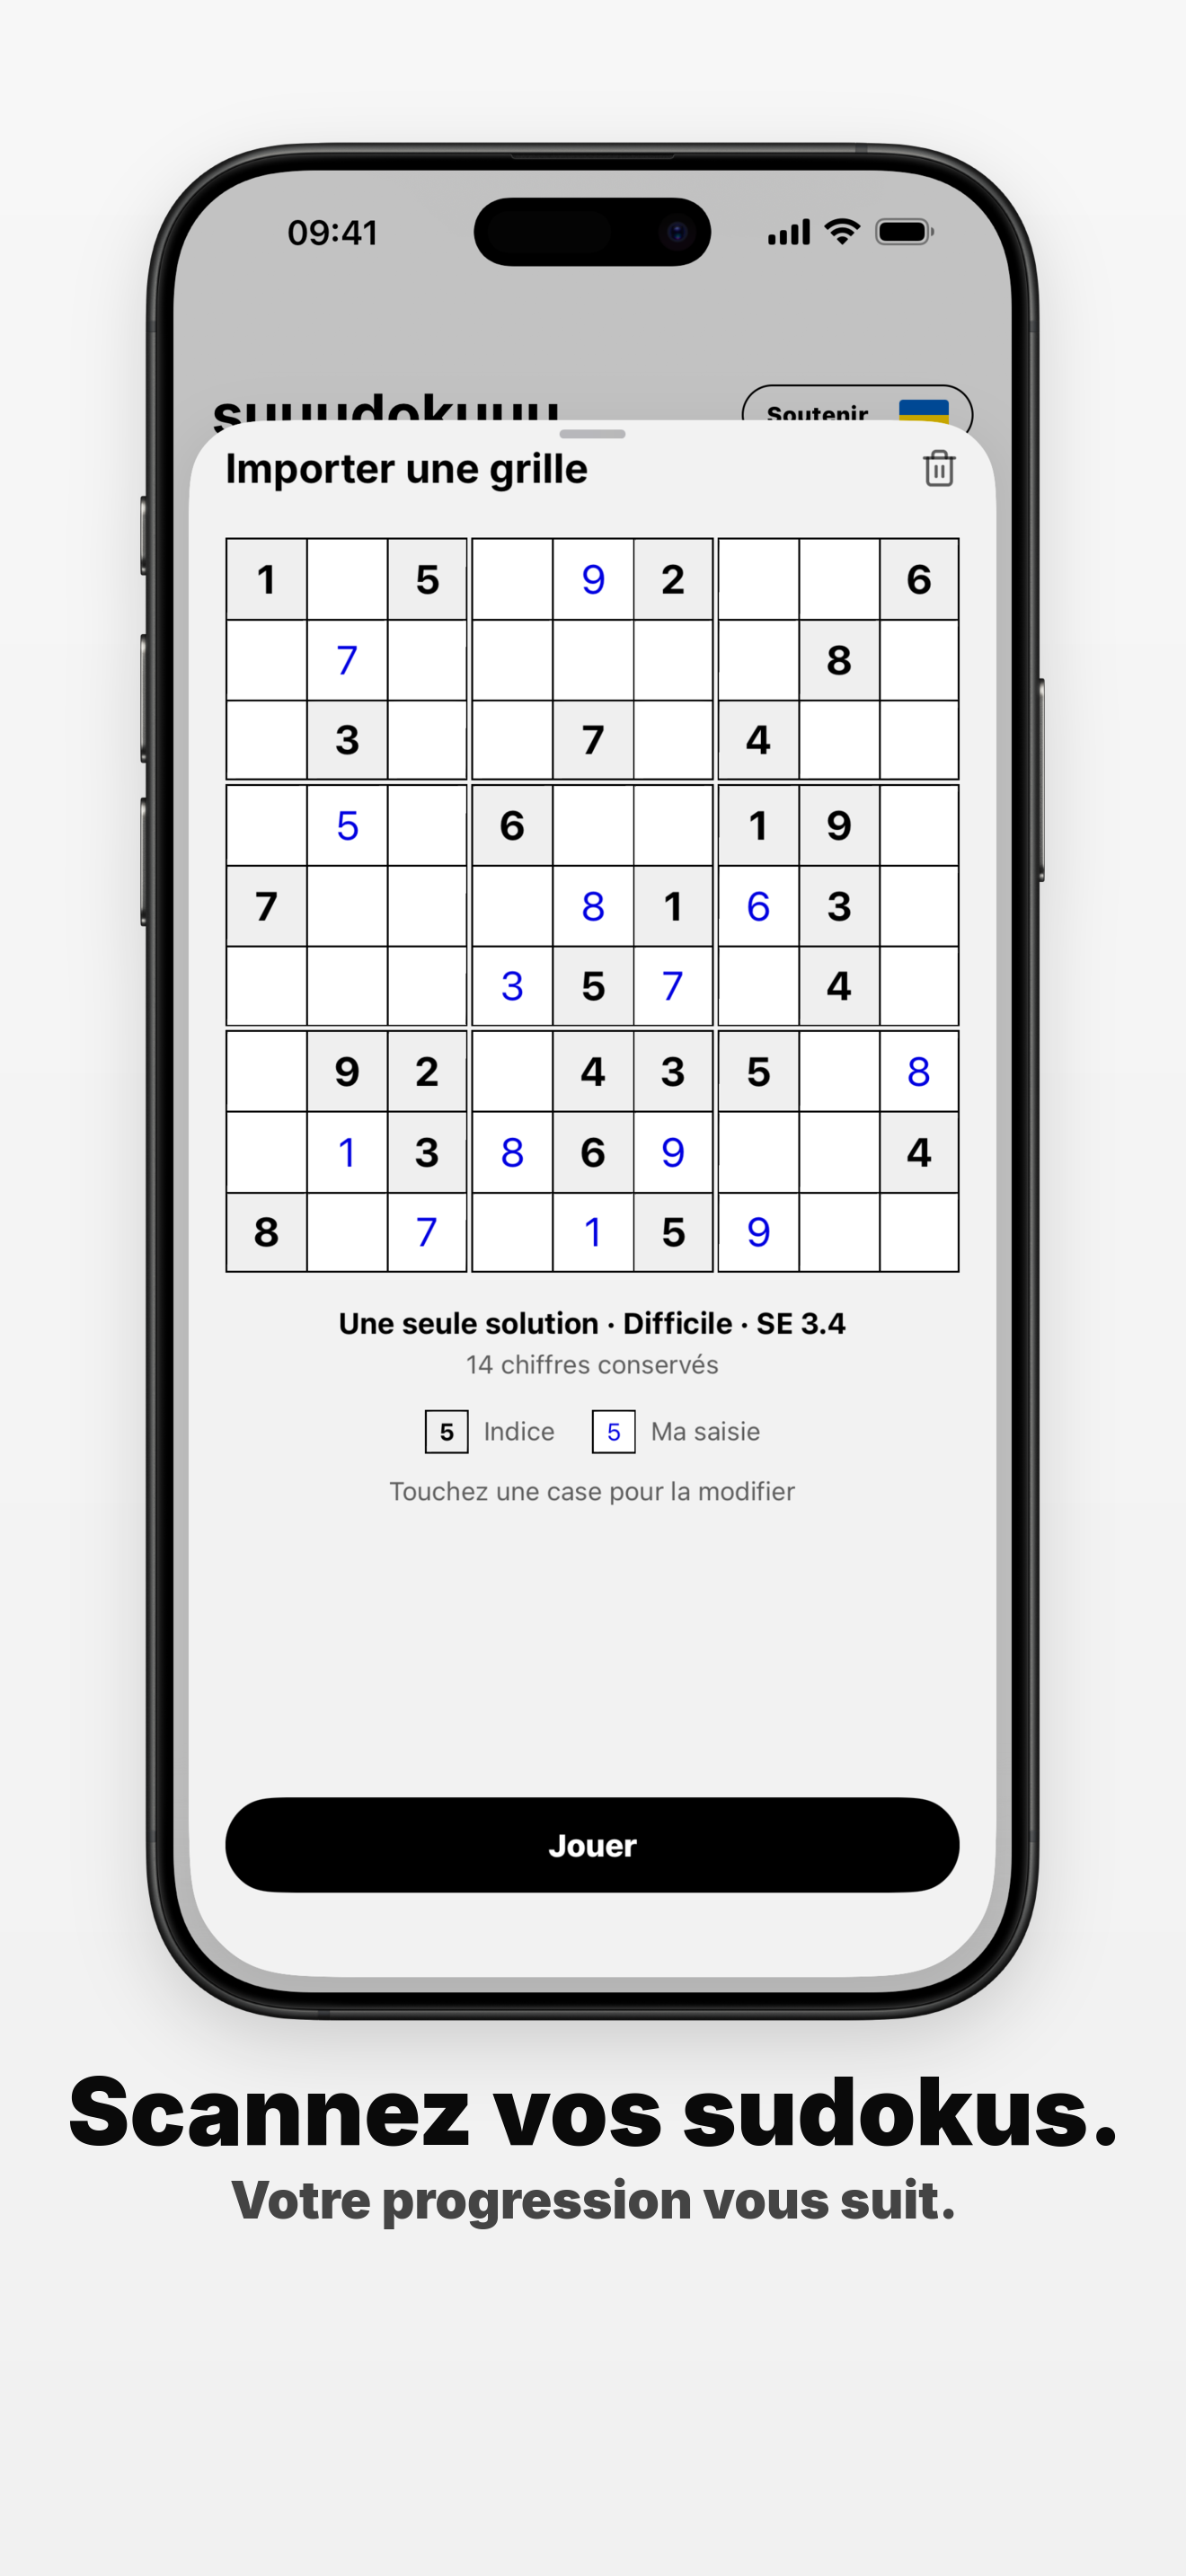 09:41
suuudokuuu
Soutenir
Importer une grille
1 5 9 2 6
7 8
3 7 4
5 6 1 9
7 8 1 6 3
3 5 7 4
9 2 4 3 5 8
1 3 8 6 9 4
8 7 1 5 9
Une seule solution · Difficile · SE 3.4
14 chiffres conservés
5 Indice 5 Ma saisie
Touchez une case pour la modifier
Jouer
Scannez vos sudokus.
Votre progression vous suit.